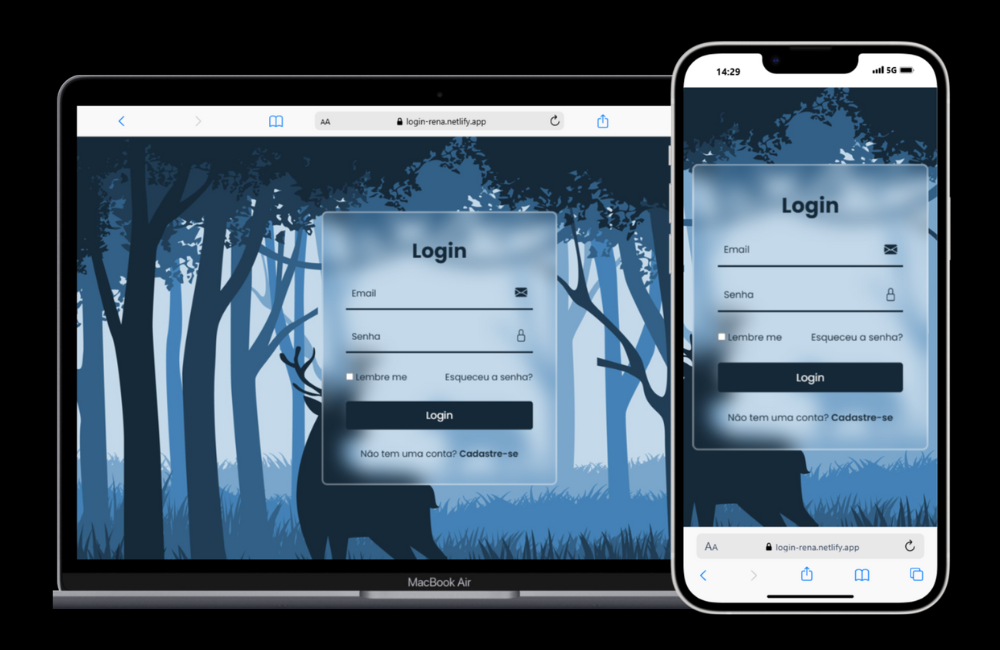 AA login-rena.netlify.app
Login
Email
Senha
Lembre me Esqueceu a senha?
Login
Não tem uma conta? Cadastre-se
MacBook Air
14:29 5G
Login
Email
Senha
Lembre me Esqueceu a senha?
Login
Não tem uma conta? Cadastre-se
AA login-rena.netlify.app